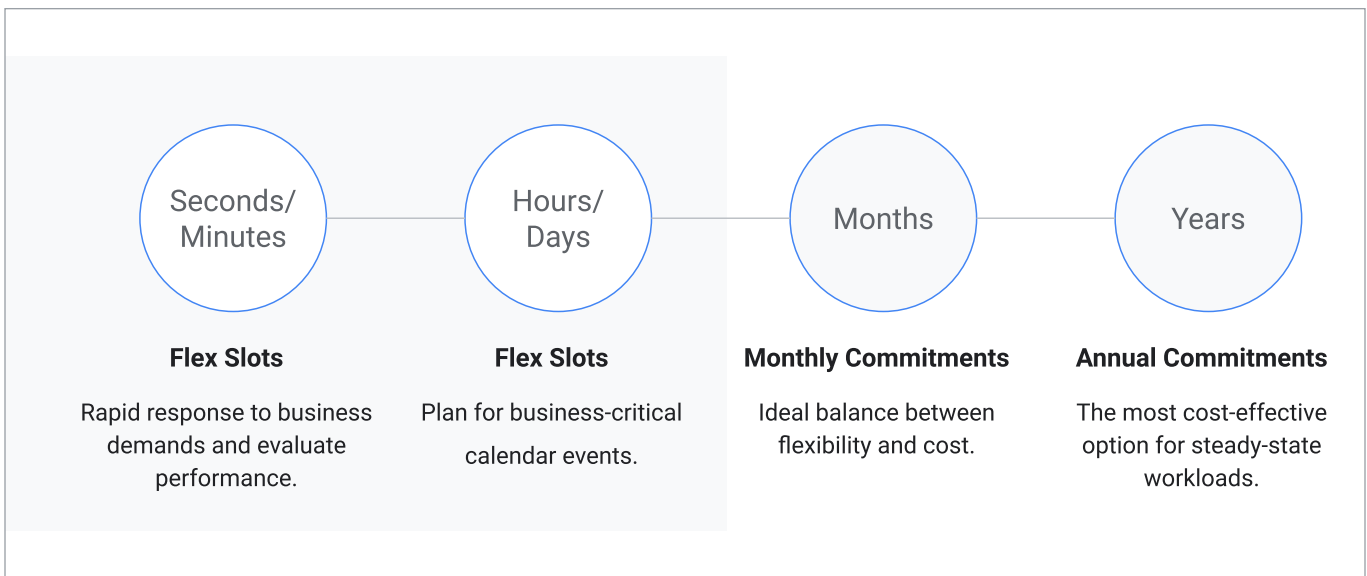 Seconds/
Minutes
Hours/
Days
Months
Years
Flex Slots
Rapid response to business
demands and evaluate
performance.
Flex Slots
Plan for business-critical
calendar events.
Monthly Commitments
Ideal balance between
flexibility and cost.
Annual Commitments
The most cost-effective
option for steady-state
workloads.